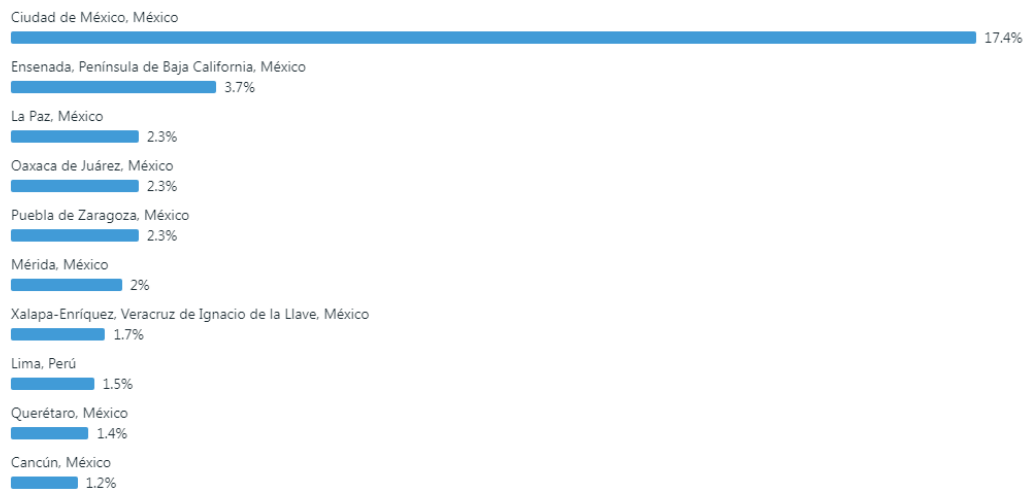 Ciudad de México, México
17.4%
Ensenada, Península de Baja California, México
3.7%
La Paz, México
2.3%
Oaxaca de Juárez, México
2.3%
Puebla de Zaragoza, México
2.3%
Mérida, México
2%
Xalapa-Enríquez, Veracruz de Ignacio de la Llave, México
1.7%
Lima, Perú
1.5%
Querétaro, México
1.4%
Cancún, México
1.2%